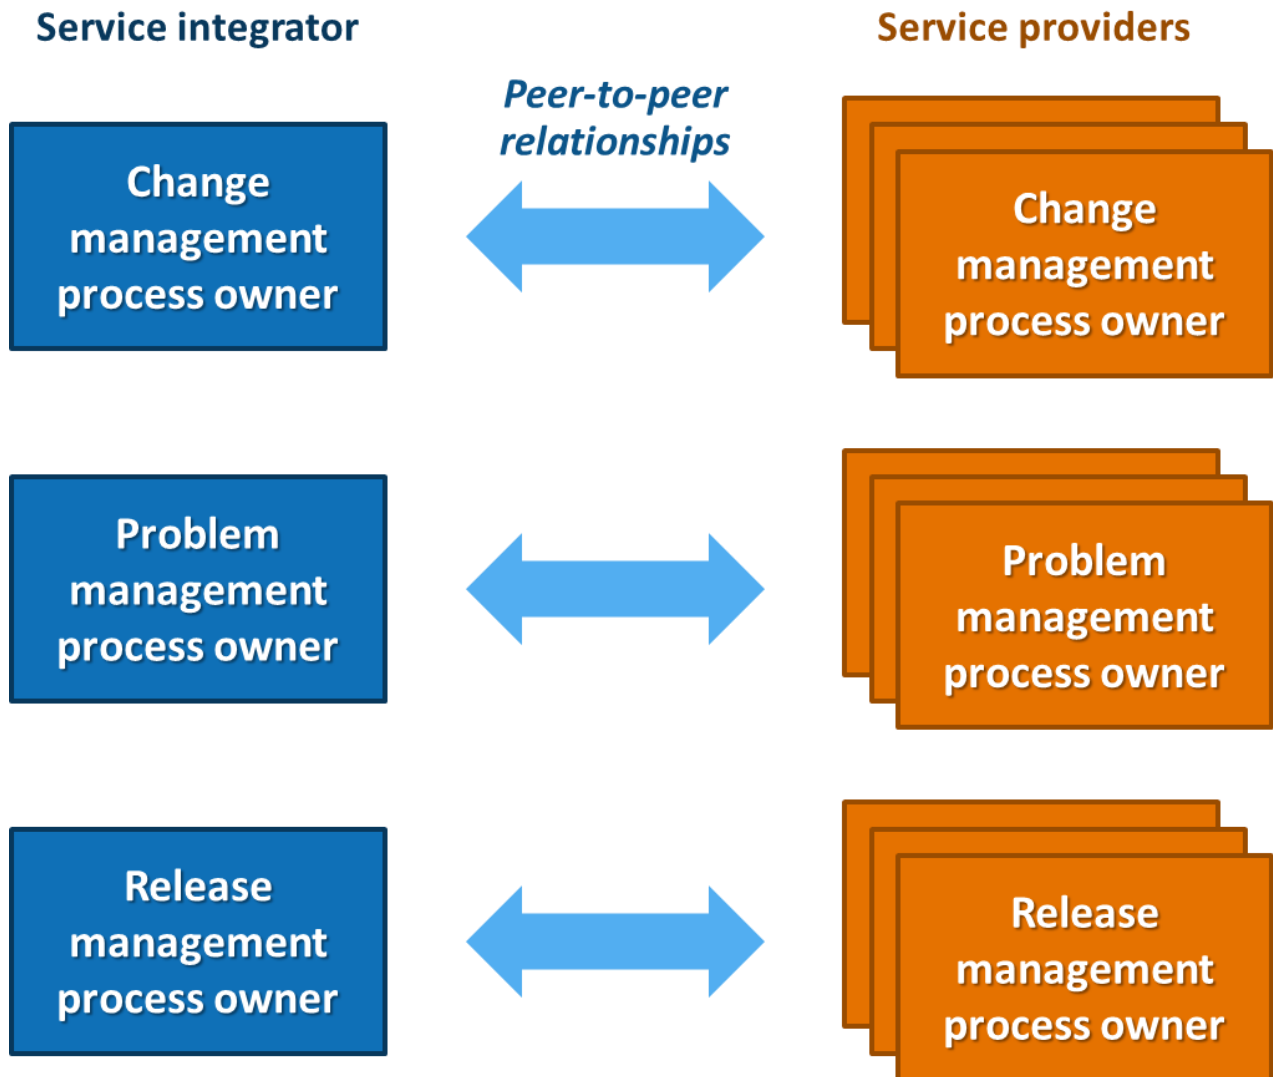 Service integrator
Service providers
Peer-to-peer
relationships
Change
management
process owner
Change
management
process owner
Problem
management
process owner
Problem
management
process owner
Release
management
process owner
Release
management
process owner